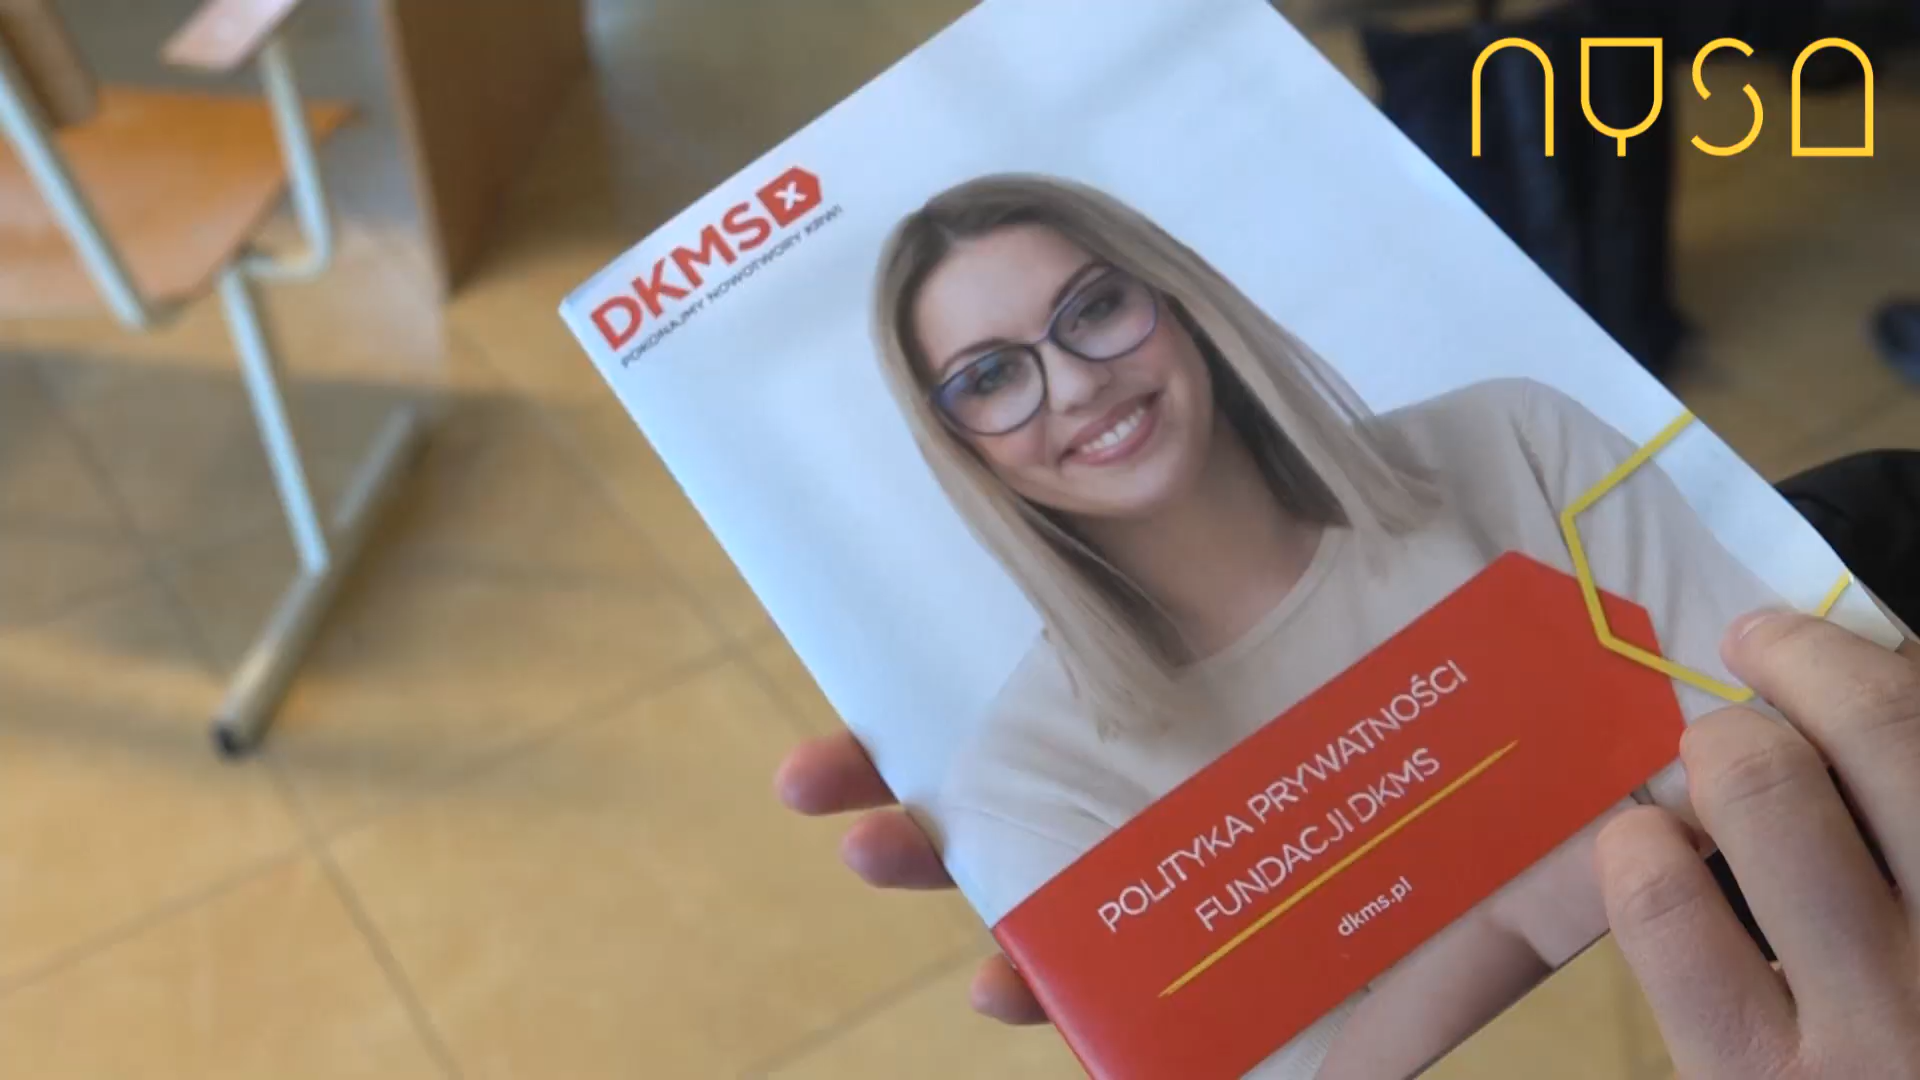 NYSA
DKMS
POKONAJMY NOWOTWORY KRWI
POLITYKA PRYWATNOŚCI
FUNDACJI DKMS
dkms.pl